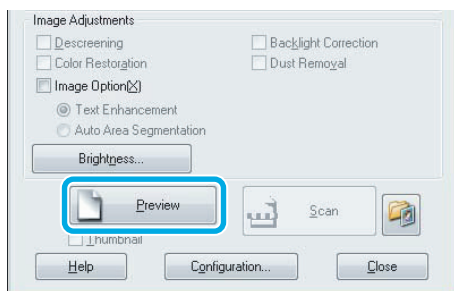 Image Adjustments
Descreening Backlight Correction
Color Restoration Dust Removal
Image Option(X)
Text Enhancement
Auto Area Segmentation
Brightness...
Preview Scan
Thumbnail
Help Configuration... Close